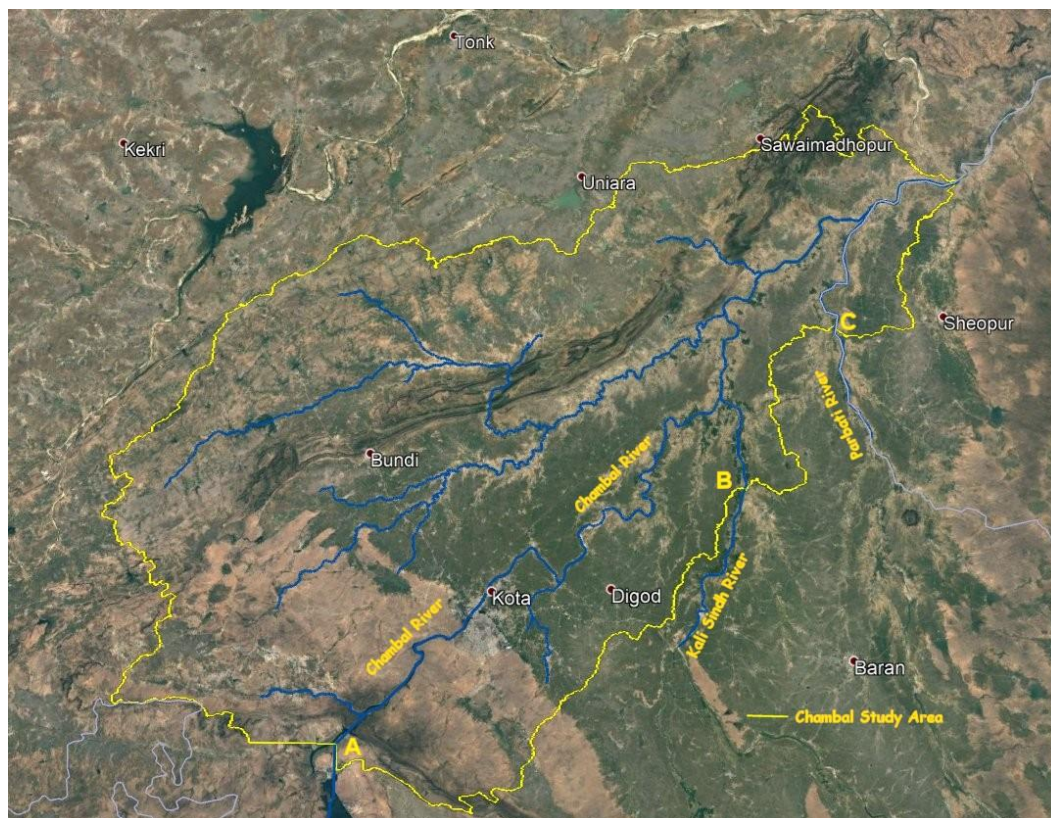 Tonk
Kekri
Sawaimadhopur
Uniara
Sheopur
C
Parbati River
Bundi
Chambal River
B
Kota
Digod
Kali Sindh River
Chambal River
Baran
Chambal Study Area
A